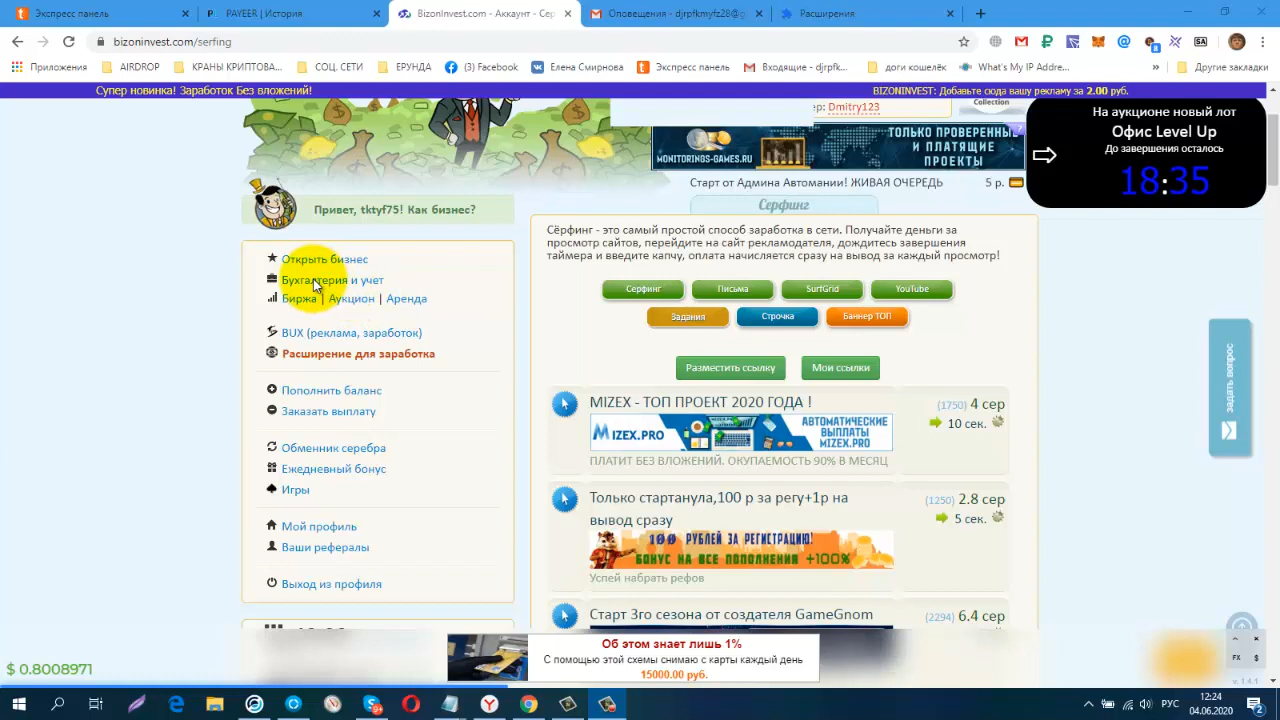 Экспресс панель
PAYEER | История
BizonInvest.com - Аккаунт - Сер
Входящие - djrpfkmyfz28@g
Расширения
bizoninvest.com/serfing
Приложения
AIRDROP
КРАНЫ КРИПТОВА...
СОЦ. СЕТИ
ЕРУНДА
(3) Facebook
Елена Смирнова
Экспресс панель
Входящие - djrpfk...
доги кошелёк
What's My IP Addre...
Другие закладки
Супер новинка! Заработок Без вложений!
BIZONINVEST: Добавьте сюда вашу рекламу за 2.00 руб.
ер: Dmitry123
Collection
На аукционе новый лот
Офис Level Up
До завершения осталось
18:35
MONITORINGS-GAMES.RU
ТОЛЬКО ПРОВЕРЕННЫЕ
И ПЛАТЯЩИЕ
ПРОЕКТЫ
Старт от Админа Автомании! ЖИВАЯ ОЧЕРЕДЬ
5 р.
Привет, tktyf75! Как бизнес?
Открыть бизнес
Бухгалтерия и учет
Биржа | Аукцион | Аренда
BUX (реклама, заработок)
Расширение для заработка
Пополнить баланс
Заказать выплату
Обменник серебра
Ежедневный бонус
Игры
Мой профиль
Ваши рефералы
Выход из профиля
Серфинг
Сёрфинг - это самый простой способ заработка в сети. Получайте деньги за
просмотр сайтов, перейдите на сайт рекламодателя, дождитесь завершения
таймера и введите капчу, оплата начисляется сразу на вывод за каждый просмотр!
Серфинг
Письма
SurfGrid
YouTube
Задания
Строчка
Баннер ТОП
Разместить ссылку
Мои ссылки
MIZEX - ТОП ПРОЕКТ 2020 ГОДА !
(1750) 4 сер
10 сек.
MIZEX.PRO
АВТОМАТИЧЕСКИЕ
ВЫПЛАТЫ
MIZEX.PRO
ПЛАТИТ БЕЗ ВЛОЖЕНИЙ. ОКУПАЕМОСТЬ 90% В МЕСЯЦ
Только стартанула,100 р за регу+1р на
вывод сразу
(1250) 2.8 сер
5 сек.
100 РУБЛЕЙ ЗА РЕГИСТРАЦИЮ!
БОНУС НА ВСЕ ПОПОЛНЕНИЯ +100%
Успей набрать рефов
Старт 3го сезона от создателя GameGnom
(2294) 6.4 сер
задать вопрос
Об этом знает лишь 1%
С помощью этой схемы снимаю с карты каждый день
15000.00 руб.
$ 0.8008971
FX $
v. 1.4.1
РУС
12:24
04.06.2020